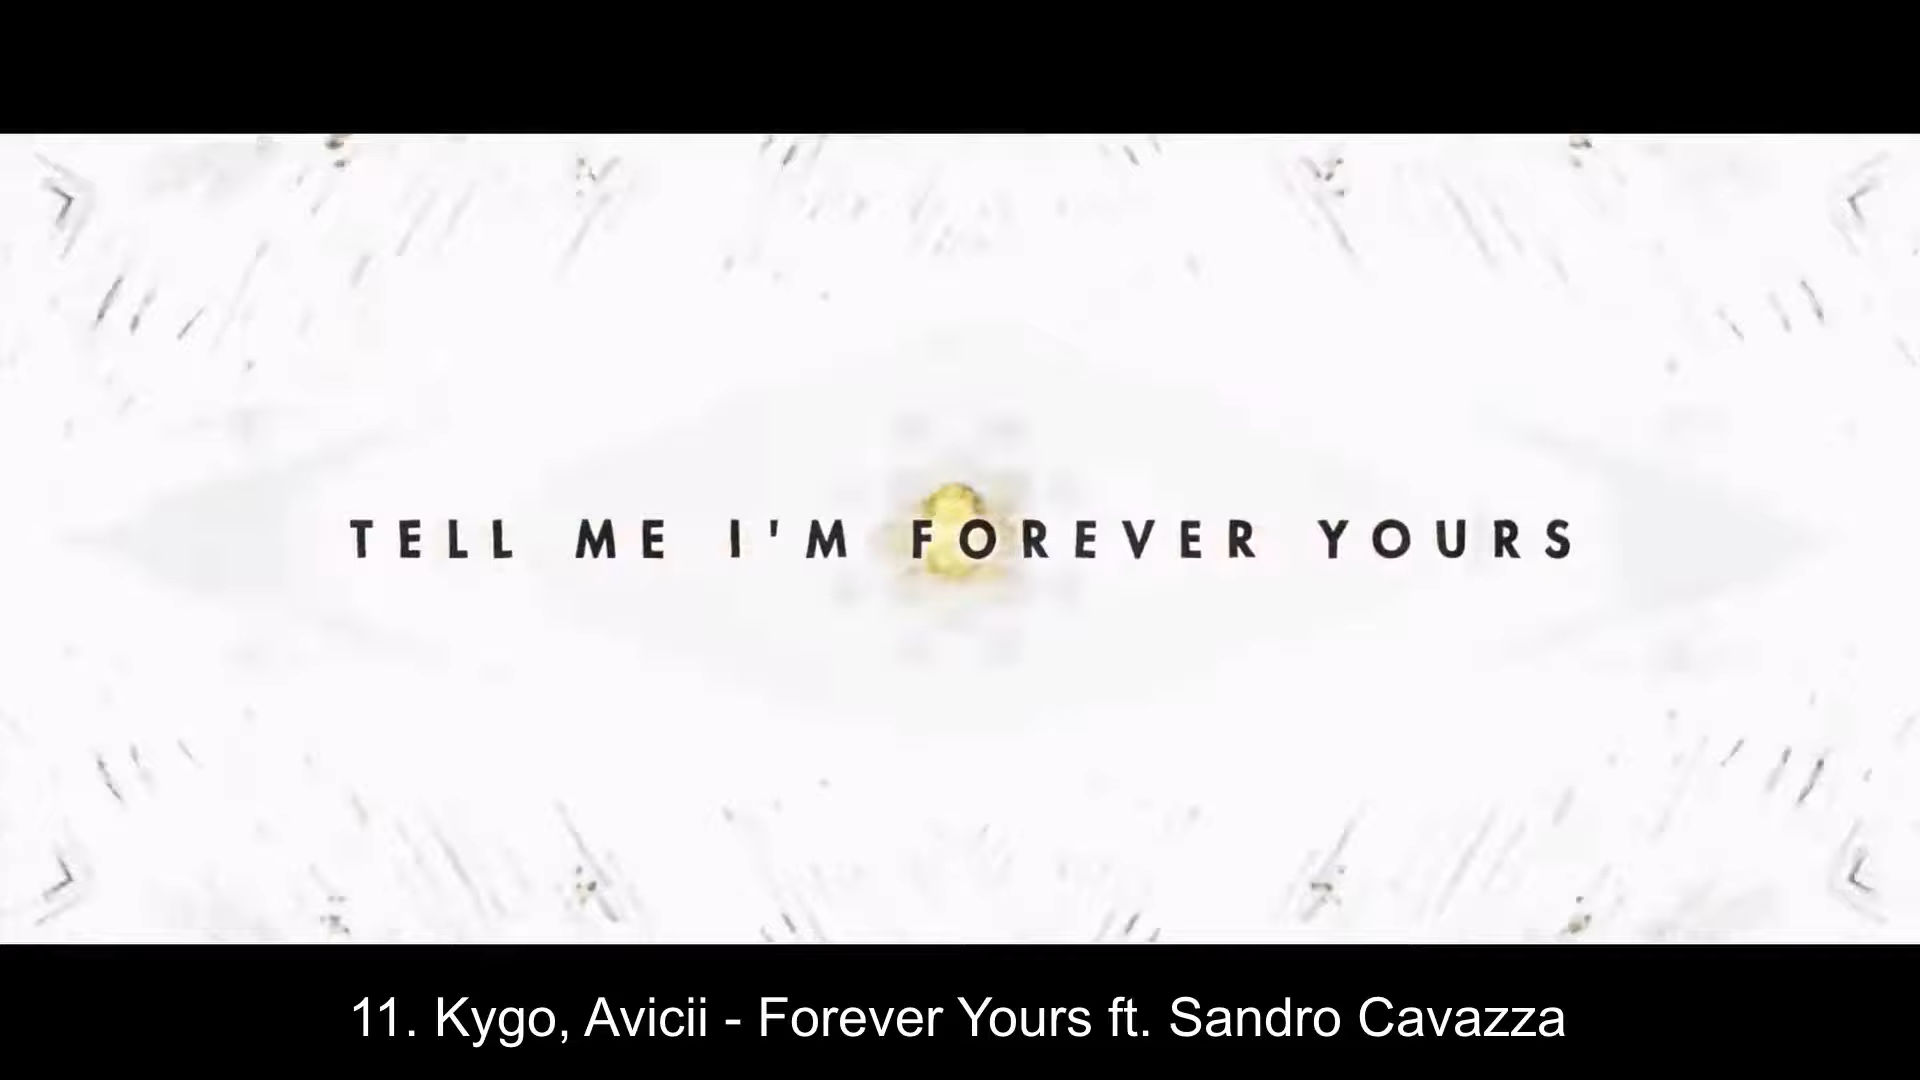 TELL ME I'M FOREVER YOURS
11. Kygo, Avicii - Forever Yours ft. Sandro Cavazza